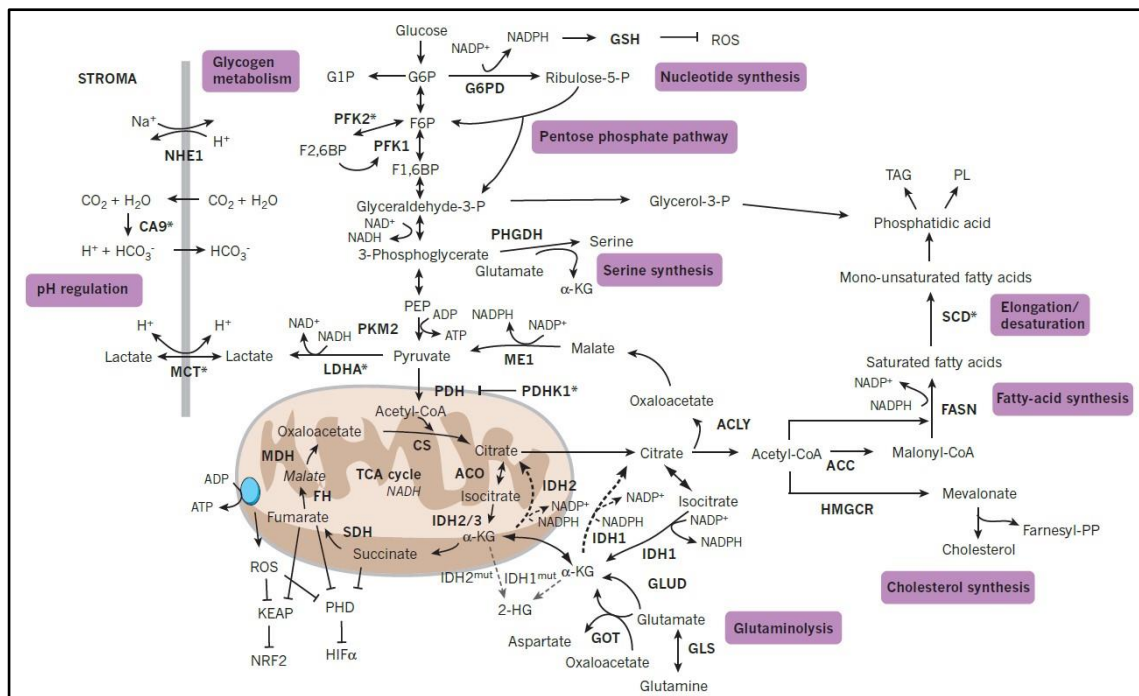 Glucose
NADP+
NADPH
GSH
ROS
Glycogen
metabolism
STROMA
G1P
G6P
G6PD
Ribulose-5-P
Nucleotide synthesis
Na⁺
H⁺
NHE1
PFK2*
F6P
PFK1
F2,6BP
F1,6BP
Pentose phosphate pathway
TAG
PL
CO₂ + H₂O
CO₂ + H₂O
CA9*
H⁺ + HCO₃⁻
HCO₃⁻
Glyceraldehyde-3-P
Glycerol-3-P
Phosphatidic acid
NAD⁺
NADH
PHGDH
Serine
3-Phosphoglycerate
Glutamate
α-KG
Serine synthesis
pH regulation
Mono-unsaturated fatty acids
SCD*
Elongation/
desaturation
PEP
ADP
ATP
PKM2
H⁺
H⁺
NAD⁺
NADH
NADPH
NADP⁺
Lactate
Lactate
MCT*
LDHA*
Pyruvate
ME1
Malate
Saturated fatty acids
NADP⁺
NADPH
FASN
Fatty-acid synthesis
PDH
PDHK1*
Acetyl-CoA
Oxaloacetate
Oxaloacetate
CS
ACLY
MDH
Citrate
Citrate
Acetyl-CoA
ACC
Malonyl-CoA
Malate
TCA cycle
NADH
ACO
Isocitrate
IDH2
NADP⁺
NADPH
NADP⁺
NADPH
IDH1
Isocitrate
NADP⁺
NADPH
IDH1
HMGCR
Mevalonate
Farnesyl-PP
Cholesterol
ADP
ATP
FH
Fumarate
IDH2/3
α-KG
SDH
Succinate
ROS
IDH2ᵐᵘᵗ
IDH1ᵐᵘᵗ
α-KG
GLUD
Cholesterol synthesis
KEAP
PHD
2-HG
Glutamate
Glutaminolysis
Aspartate
GOT
GLS
Oxaloacetate
NRF2
HIFα
Glutamine